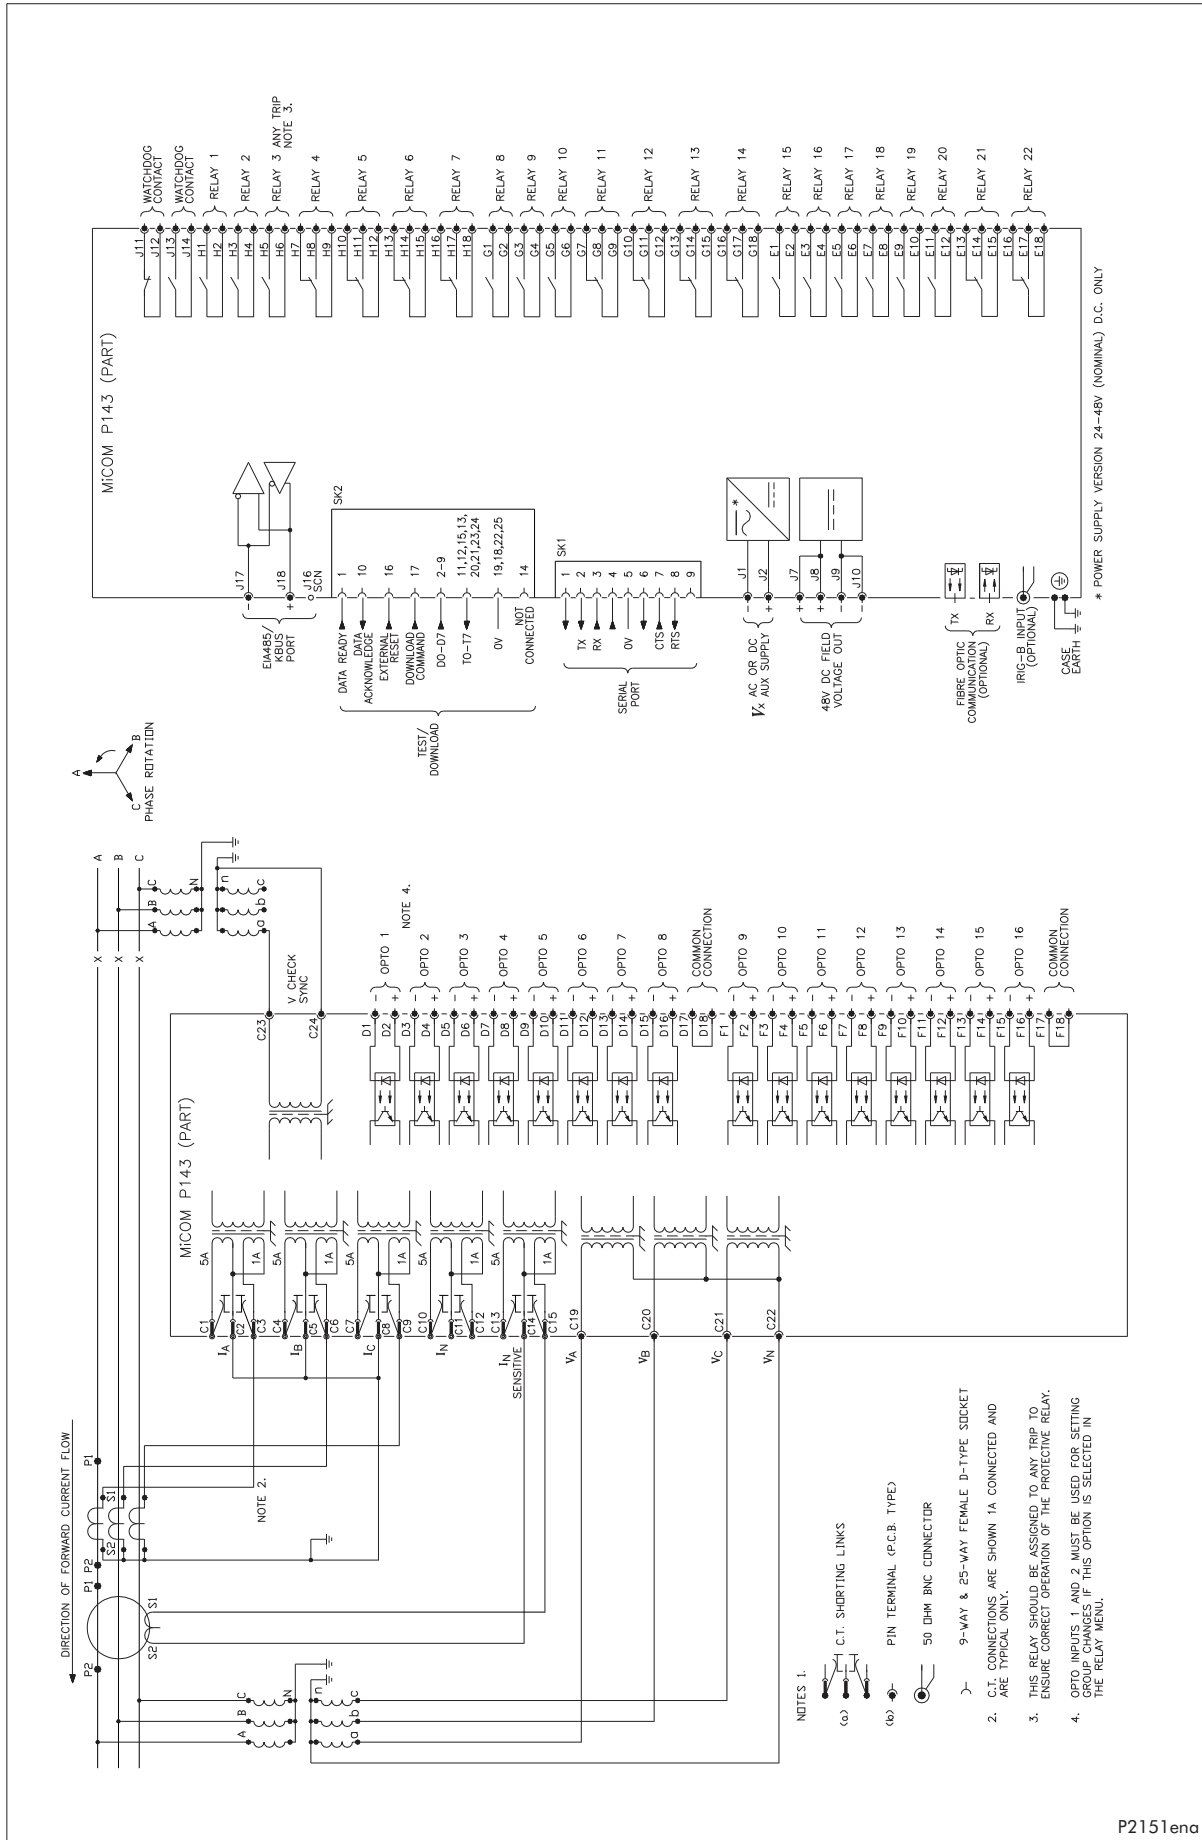 DIRECTION OF FORWARD CURRENT FLOW
P2
P1
P2
P1
S2
S1
S2
S1
A
B
C
N
n
a
b
c
NOTE 2.
A
B
C
X
X
X
A
B
C
N
n
a
b
c
A
B
C
PHASE ROTATION
MiCOM P143 (PART)
C23
C24
V CHECK
SYNC
5A
1A
C1
C2
C3
IA
5A
1A
C4
C5
C6
IB
5A
1A
C7
C8
C9
IC
5A
1A
C10
C11
C12
IN
5A
1A
C13
C14
C15
IN
SENSITIVE
C19
VA
C20
VB
C21
VC
C22
VN
D1 -
D2 +
OPTO 1
NOTE 4.
D3 -
D4 +
OPTO 2
D5 -
D6 +
OPTO 3
D7 -
D8 +
OPTO 4
D9 -
D10 +
OPTO 5
D11 -
D12 +
OPTO 6
D13 -
D14 +
OPTO 7
D15 -
D16 +
OPTO 8
D17
D18
COMMON
CONNECTION
F1 -
F2 +
OPTO 9
F3 -
F4 +
OPTO 10
F5 -
F6 +
OPTO 11
F7 -
F8 +
OPTO 12
F9 -
F10 +
OPTO 13
F11 -
F12 +
OPTO 14
F13 -
F14 +
OPTO 15
F15 -
F16 +
OPTO 16
F17
F18
COMMON
CONNECTION
NOTES 1.
(a) C.T. SHORTING LINKS
(b) PIN TERMINAL (P.C.B. TYPE)
50 OHM BNC CONNECTOR
9-WAY & 25-WAY FEMALE D-TYPE SOCKET
2. C.T. CONNECTIONS ARE SHOWN 1A CONNECTED AND
ARE TYPICAL ONLY.
3. THIS RELAY SHOULD BE ASSIGNED TO ANY TRIP TO
ENSURE CORRECT OPERATION OF THE PROTECTIVE RELAY.
4. OPTO INPUTS 1 AND 2 MUST BE USED FOR SETTING
GROUP CHANGES IF THIS OPTION IS SELECTED IN
THE RELAY MENU.
MiCOM P143 (PART)
EIA485/
KBUS
PORT
- J17
+ J18
J16
SCN
SK2
TEST/
DOWNLOAD
DATA READY 1
DATA
ACKNOWLEDGE 10
EXTERNAL
RESET 16
DOWNLOAD
COMMAND 17
DO-D7 2-9
TO-T7 11,12,15,13,
20,21,23,24
0V 19,18,22,25
NOT
CONNECTED 14
SK1
SERIAL
PORT
1
TX 2
RX 3
4
0V 5
6
CTS 7
RTS 8
9
Vx AC OR DC
AUX SUPPLY
- J1
+ J2
*
48V DC FIELD
VOLTAGE OUT
+ J7
+ J8
- J9
- J10
FIBRE OPTIC
COMMUNICATION
(OPTIONAL)
TX
RX
IRIG-B INPUT
(OPTIONAL)
CASE
EARTH
J11
J12
WATCHDOG
CONTACT
J13
J14
WATCHDOG
CONTACT
H1
H2
RELAY 1
H3
H4
RELAY 2
H5
H6
RELAY 3 ANY TRIP
NOTE 3.
H7
H8
H9
RELAY 4
H10
H11
H12
RELAY 5
H13
H14
H15
RELAY 6
H16
H17
H18
RELAY 7
G1
G2
RELAY 8
G3
G4
RELAY 9
G5
G6
RELAY 10
G7
G8
G9
RELAY 11
G10
G11
G12
RELAY 12
G13
G14
G15
RELAY 13
G16
G17
G18
RELAY 14
E1
E2
RELAY 15
E3
E4
RELAY 16
E5
E6
RELAY 17
E7
E8
RELAY 18
E9
E10
RELAY 19
E11
E12
RELAY 20
E13
E14
E15
RELAY 21
E16
E17
E18
RELAY 22
* POWER SUPPLY VERSION 24-48V (NOMINAL) D.C. ONLY
P2151ena